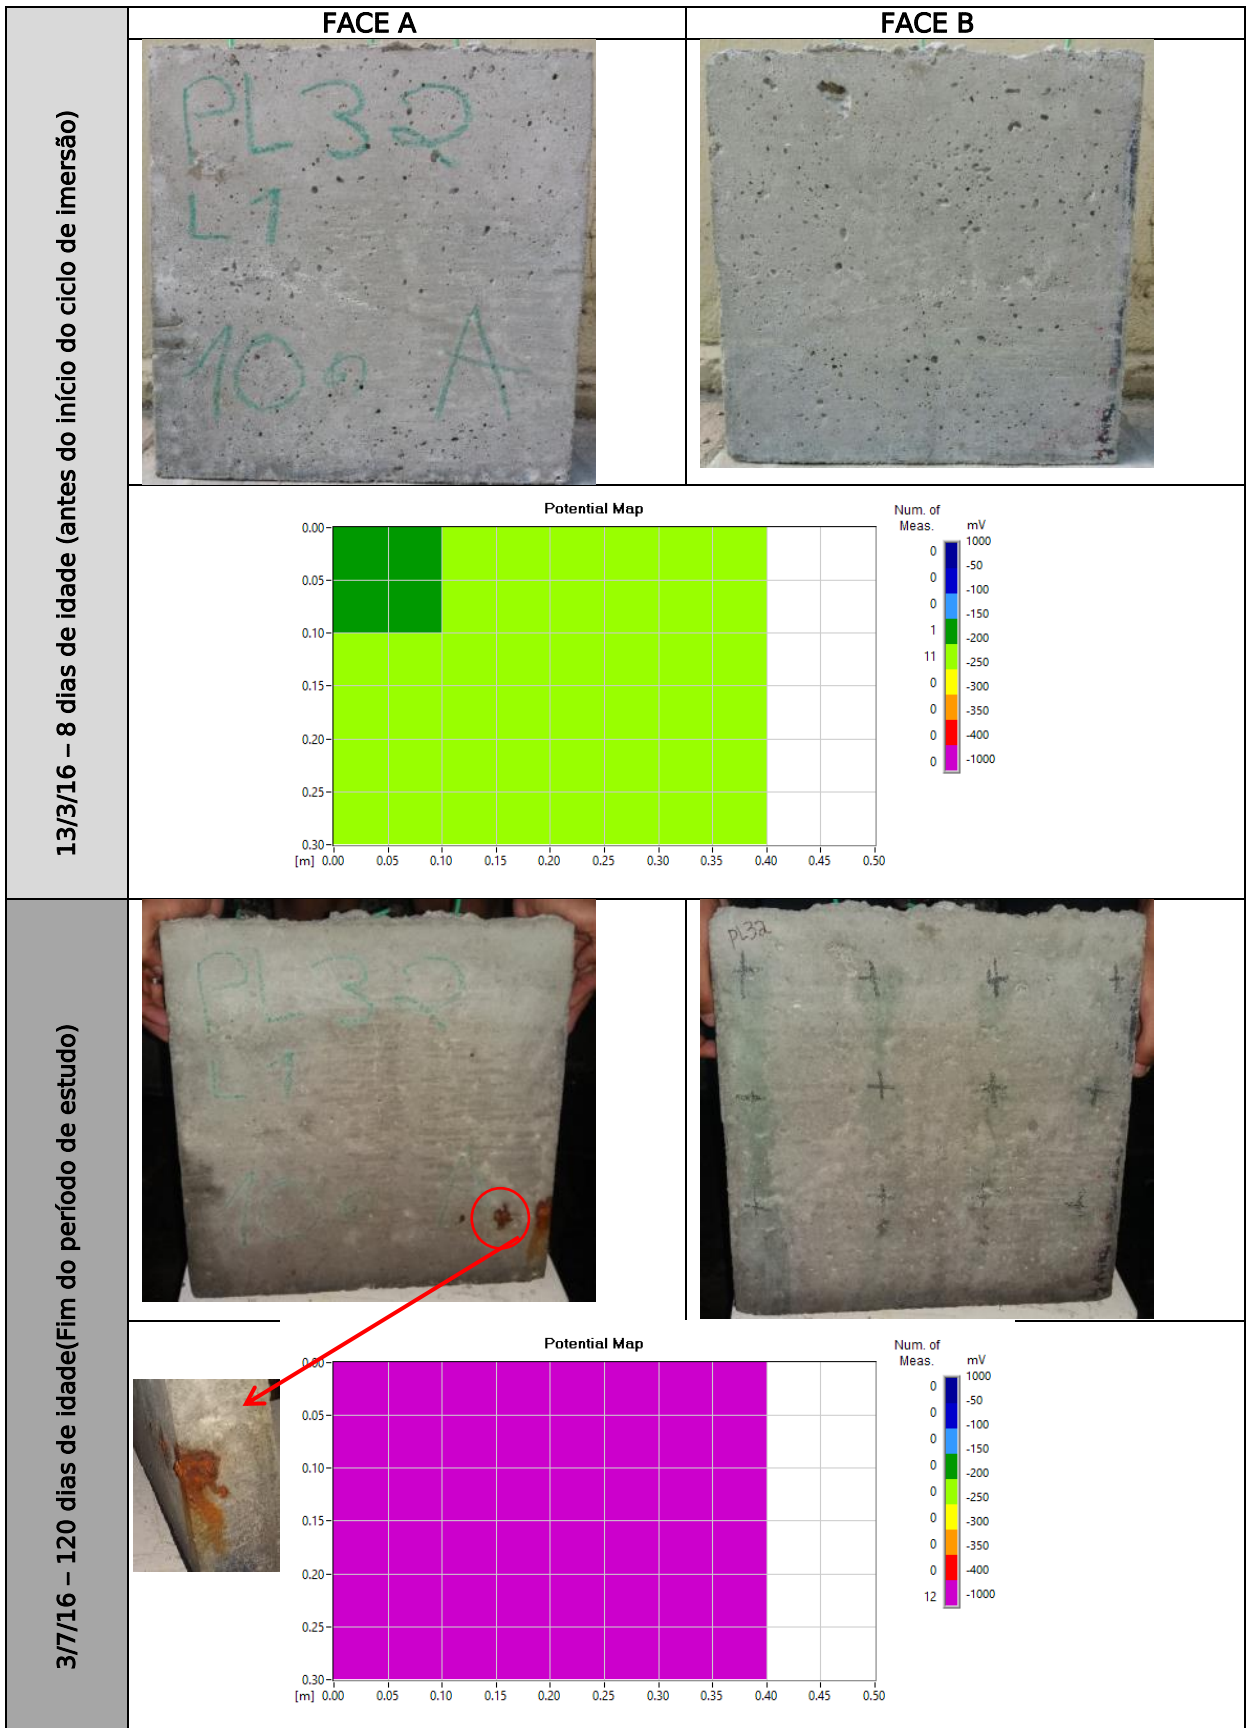 FACE A
FACE B
13/3/16 – 8 dias de idade (antes do início do ciclo de imersão)
PL 32
L1
10a A
Potential Map
Num. of
Meas. mV
1000
0
-50
0
-100
0
-150
1
-200
11
-250
0
-300
0
-350
0
-400
0
-1000
0.00
0.05
0.10
0.15
0.20
0.25
0.30
[m] 0.00 0.05 0.10 0.15 0.20 0.25 0.30 0.35 0.40 0.45 0.50
3/7/16 – 120 dias de idade(Fim do período de estudo)
PL 32
L1
PL32
Potential Map
Num. of
Meas. mV
1000
0
-50
0
-100
0
-150
0
-200
0
-250
0
-300
0
-350
0
-400
12
-1000
0.00
0.05
0.10
0.15
0.20
0.25
0.30
[m] 0.00 0.05 0.10 0.15 0.20 0.25 0.30 0.35 0.40 0.45 0.50